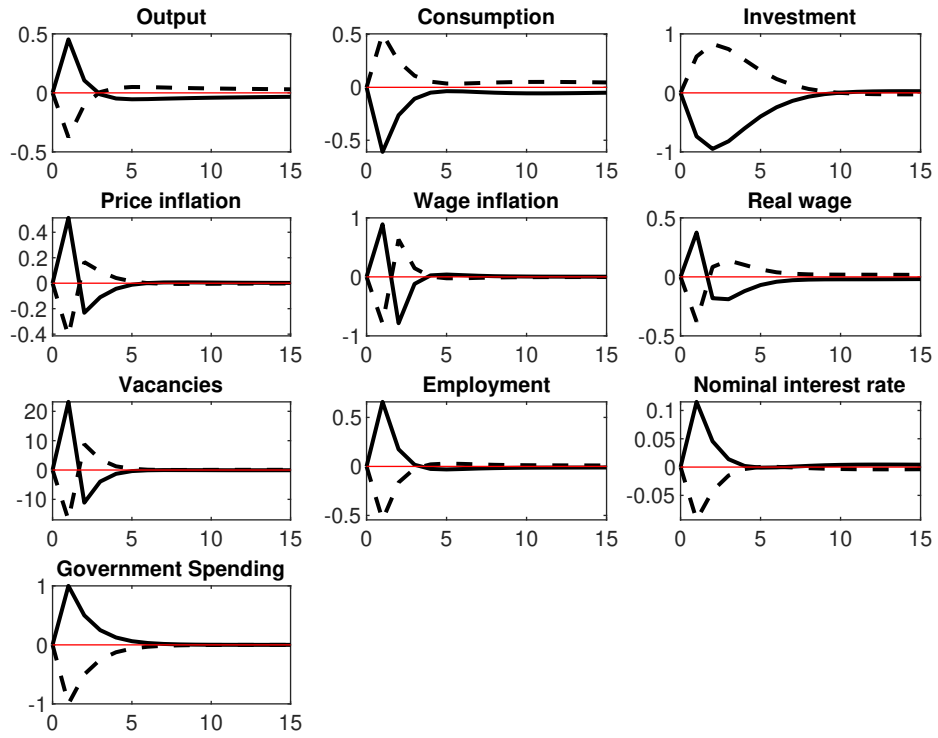 Output
0.5
0
-0.5
0 5 10 15
Consumption
0.5
0
-0.5
0 5 10 15
Investment
1
0
-1
0 5 10 15
Price inflation
0.4
0.2
0
-0.2
-0.4
0 5 10 15
Wage inflation
1
0
-1
0 5 10 15
Real wage
0.5
0
-0.5
0 5 10 15
Vacancies
20
10
0
-10
0 5 10 15
Employment
0.5
0
-0.5
0 5 10 15
Nominal interest rate
0.1
0.05
0
-0.05
0 5 10 15
Government Spending
1
0
-1
0 5 10 15